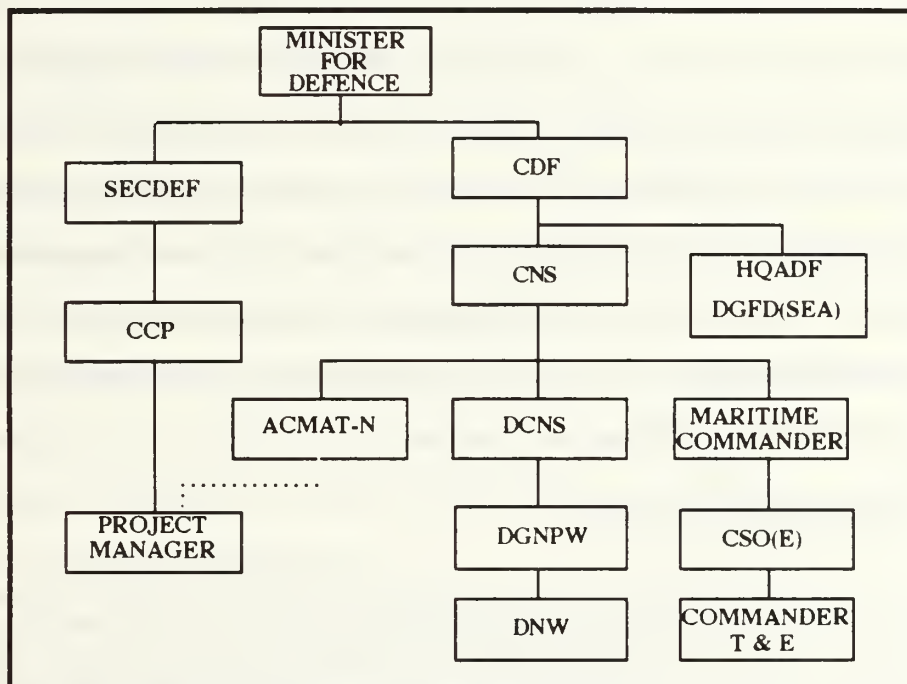 MINISTER
FOR
DEFENCE
SECDEF
CDF
CNS
HQADF
DGFD(SEA)
CCP
ACMAT-N
DCNS
MARITIME
COMMANDER
PROJECT
MANAGER
DGNPW
CSO(E)
DNW
COMMANDER
T & E